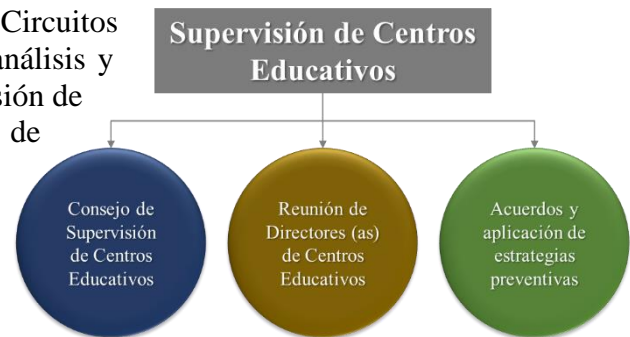 Circuitos
análisis y
sión de
de
Supervisión de Centros
Educativos
Consejo de
Supervisión
de Centros
Educativos
Reunión de
Directores (as)
de Centros
Educativos
Acuerdos y
aplicación de
estrategias
preventivas